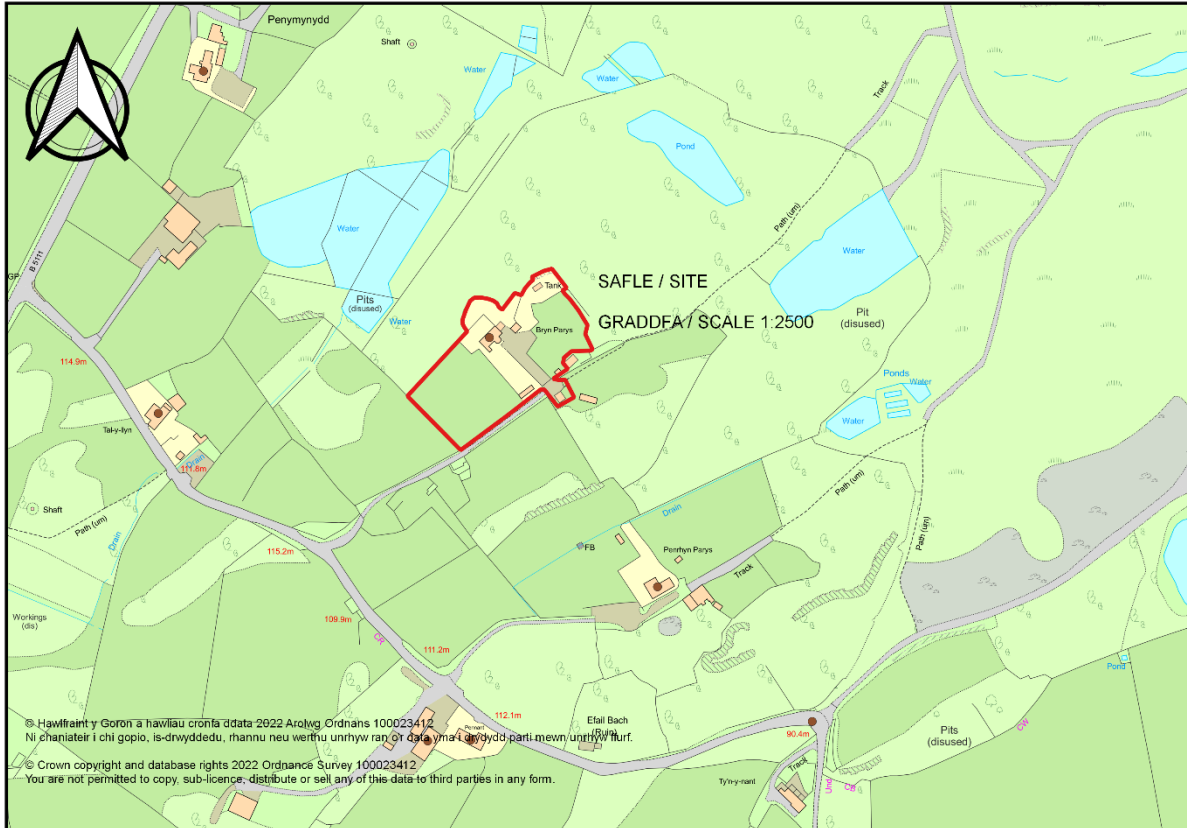 Penymynydd
Shaft
Water
Water
Track
Pond
Path (um)
B 5111
GP
Water
Water
SAFLE / SITE
Tank
Pits
(disused)
Water
Bryn Parys
GRADDFA / SCALE 1:2500
Pit
(disused)
114.9m
Ponds
Water
Water
Tal-y-llyn
Drain
111.8m
Path (um)
Shaft
Path (um)
Drain
Drain
Path (um)
115.2m
FB
Penrhyn Parys
Track
Workings
(dis)
109.9m
CR
111.2m
Pond
112.1m
Efail Bach
(Ruin)
90.4m
CW
Pits
(disused)
© Hawlfraint y Goron a hawliau cronfa ddata 2022 Arolwg Ordnans 100023412
Ni chaniateir i chi gopio, is-drwyddedu, rhannu neu werthu unrhyw ran o'r data yma i drydydd parti mewn unrhyw ffurf.
© Crown copyright and database rights 2022 Ordnance Survey 100023412
You are not permitted to copy, sub-licence, distribute or sell any of this data to third parties in any form.
Track
Ty'n-y-nant
Und
CB